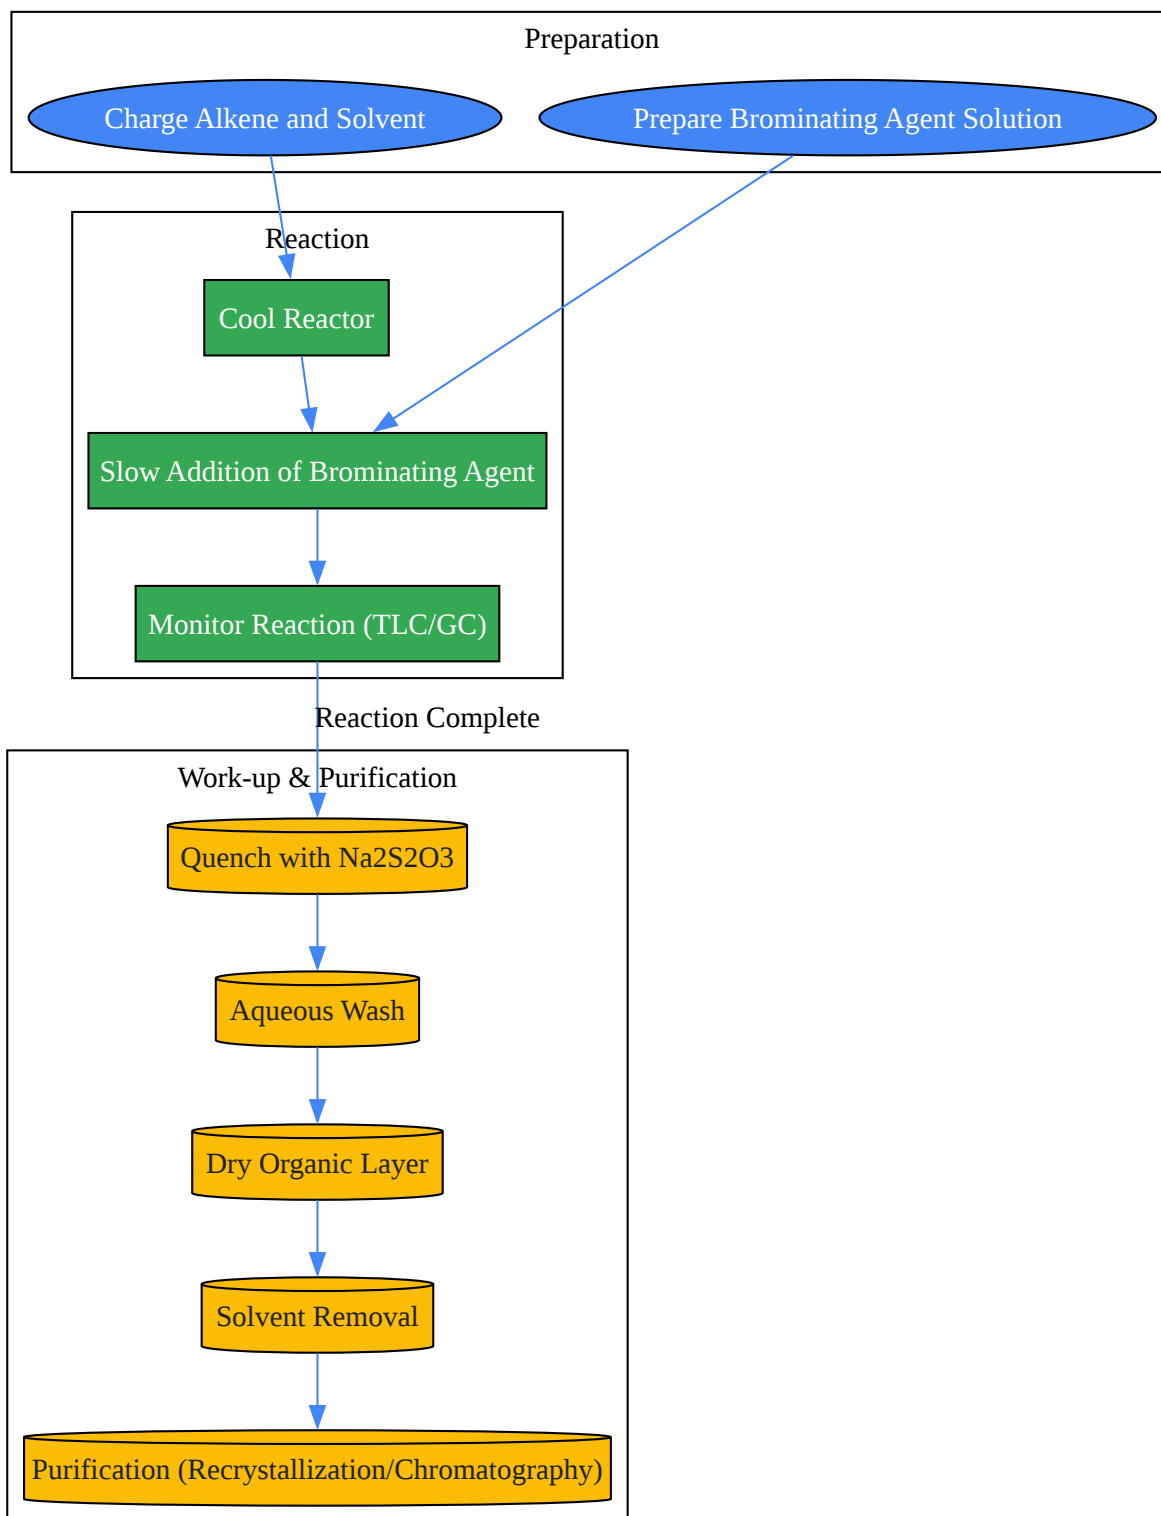 Preparation
Charge Alkene and Solvent
Prepare Brominating Agent Solution
Reaction
Cool Reactor
Slow Addition of Brominating Agent
Monitor Reaction (TLC/GC)
Reaction Complete
Work-up & Purification
Quench with Na2S2O3
Aqueous Wash
Dry Organic Layer
Solvent Removal
Purification (Recrystallization/Chromatography)